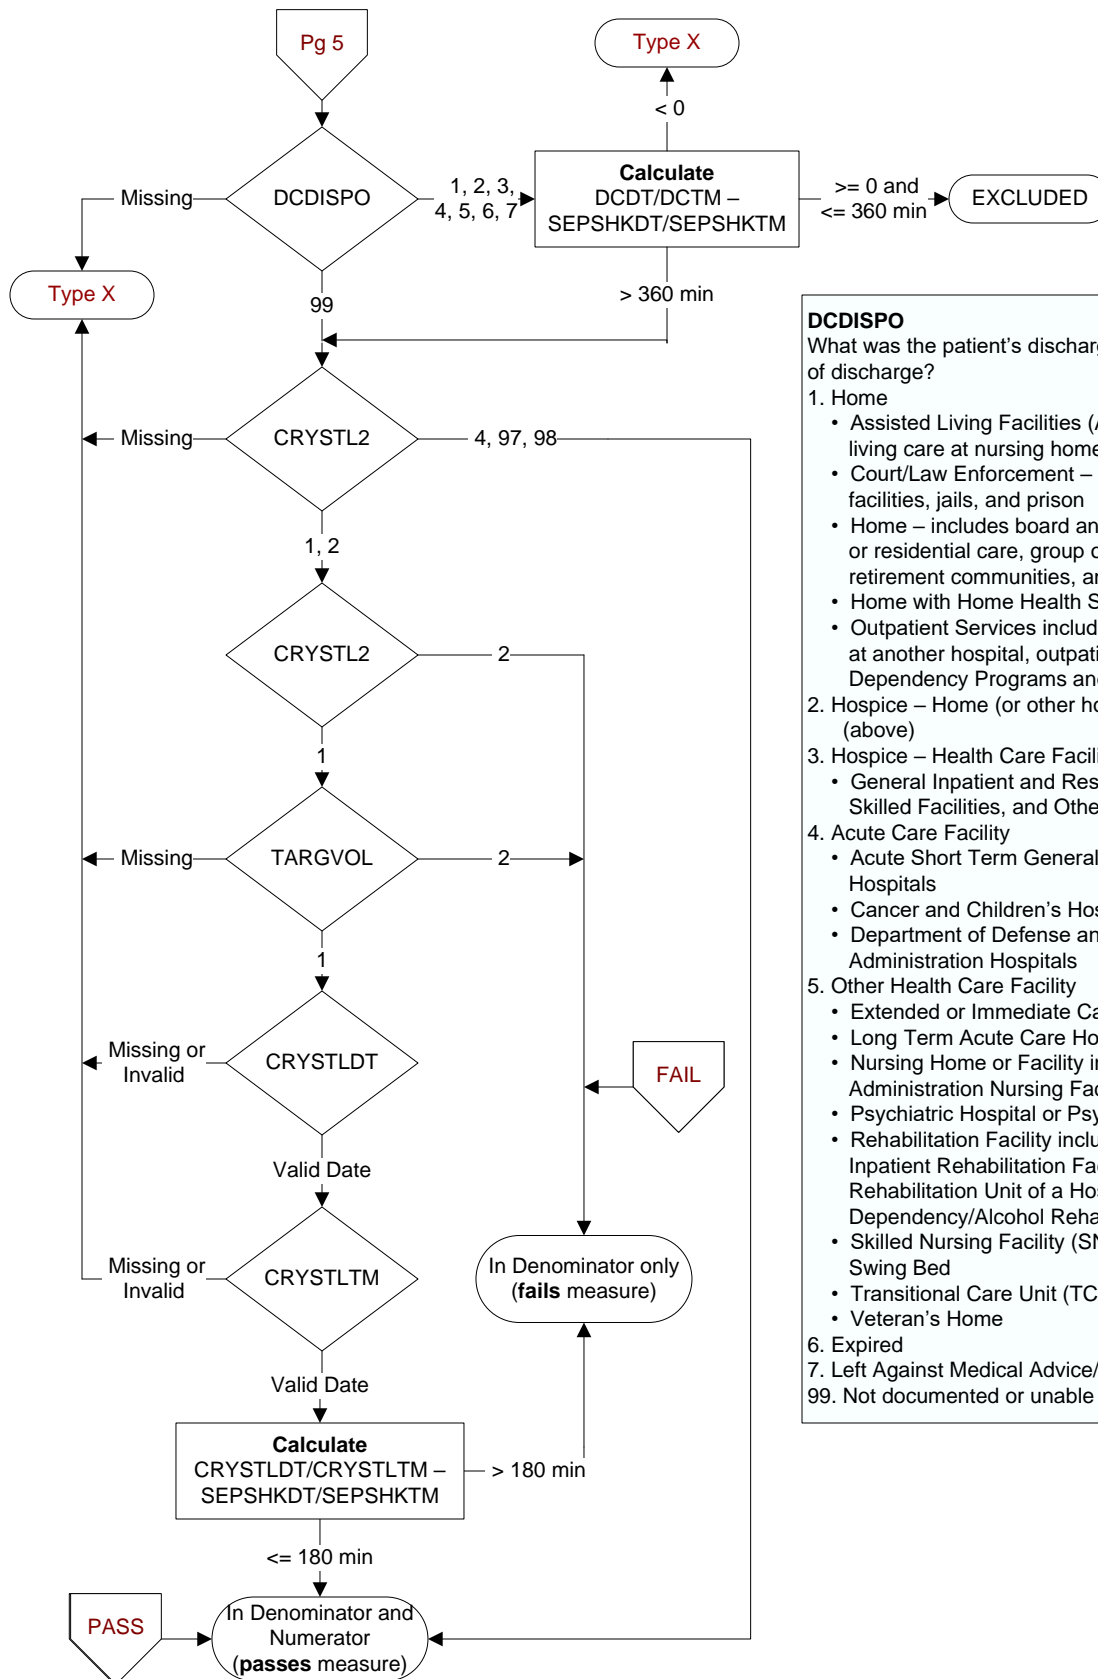 Pg 5
Type X
< 0
DCDISPO
Missing
1, 2, 3,
4, 5, 6, 7
Calculate
DCDT/DCTM –
SEPSHKDT/SEPSHKTM
>= 0 and
<= 360 min
EXCLUDED
Type X
99
> 360 min
CRYSTL2
Missing
4, 97, 98
1, 2
CRYSTL2
2
1
TARGVOL
Missing
2
1
CRYSTLDT
Missing or
Invalid
FAIL
Valid Date
CRYSTLTM
Missing or
Invalid
In Denominator only
(fails measure)
Valid Date
Calculate
CRYSTLDT/CRYSTLTM –
SEPSHKDT/SEPSHKTM
> 180 min
<= 180 min
PASS
In Denominator and
Numerator
(passes measure)
DCDISPO
What was the patient’s discharg
of discharge?
1. Home
• Assisted Living Facilities (A
living care at nursing home
• Court/Law Enforcement –
facilities, jails, and prison
• Home – includes board an
or residential care, group o
retirement communities, an
• Home with Home Health S
• Outpatient Services includ
at another hospital, outpati
Dependency Programs and
2. Hospice – Home (or other ho
(above)
3. Hospice – Health Care Facili
• General Inpatient and Res
Skilled Facilities, and Othe
4. Acute Care Facility
• Acute Short Term General
Hospitals
• Cancer and Children’s Hos
• Department of Defense an
Administration Hospitals
5. Other Health Care Facility
• Extended or Immediate Ca
• Long Term Acute Care Ho
• Nursing Home or Facility in
Administration Nursing Fac
• Psychiatric Hospital or Psy
• Rehabilitation Facility inclu
Inpatient Rehabilitation Fac
Rehabilitation Unit of a Hos
Dependency/Alcohol Reha
• Skilled Nursing Facility (SN
Swing Bed
• Transitional Care Unit (TC
• Veteran’s Home
6. Expired
7. Left Against Medical Advice/
99. Not documented or unable